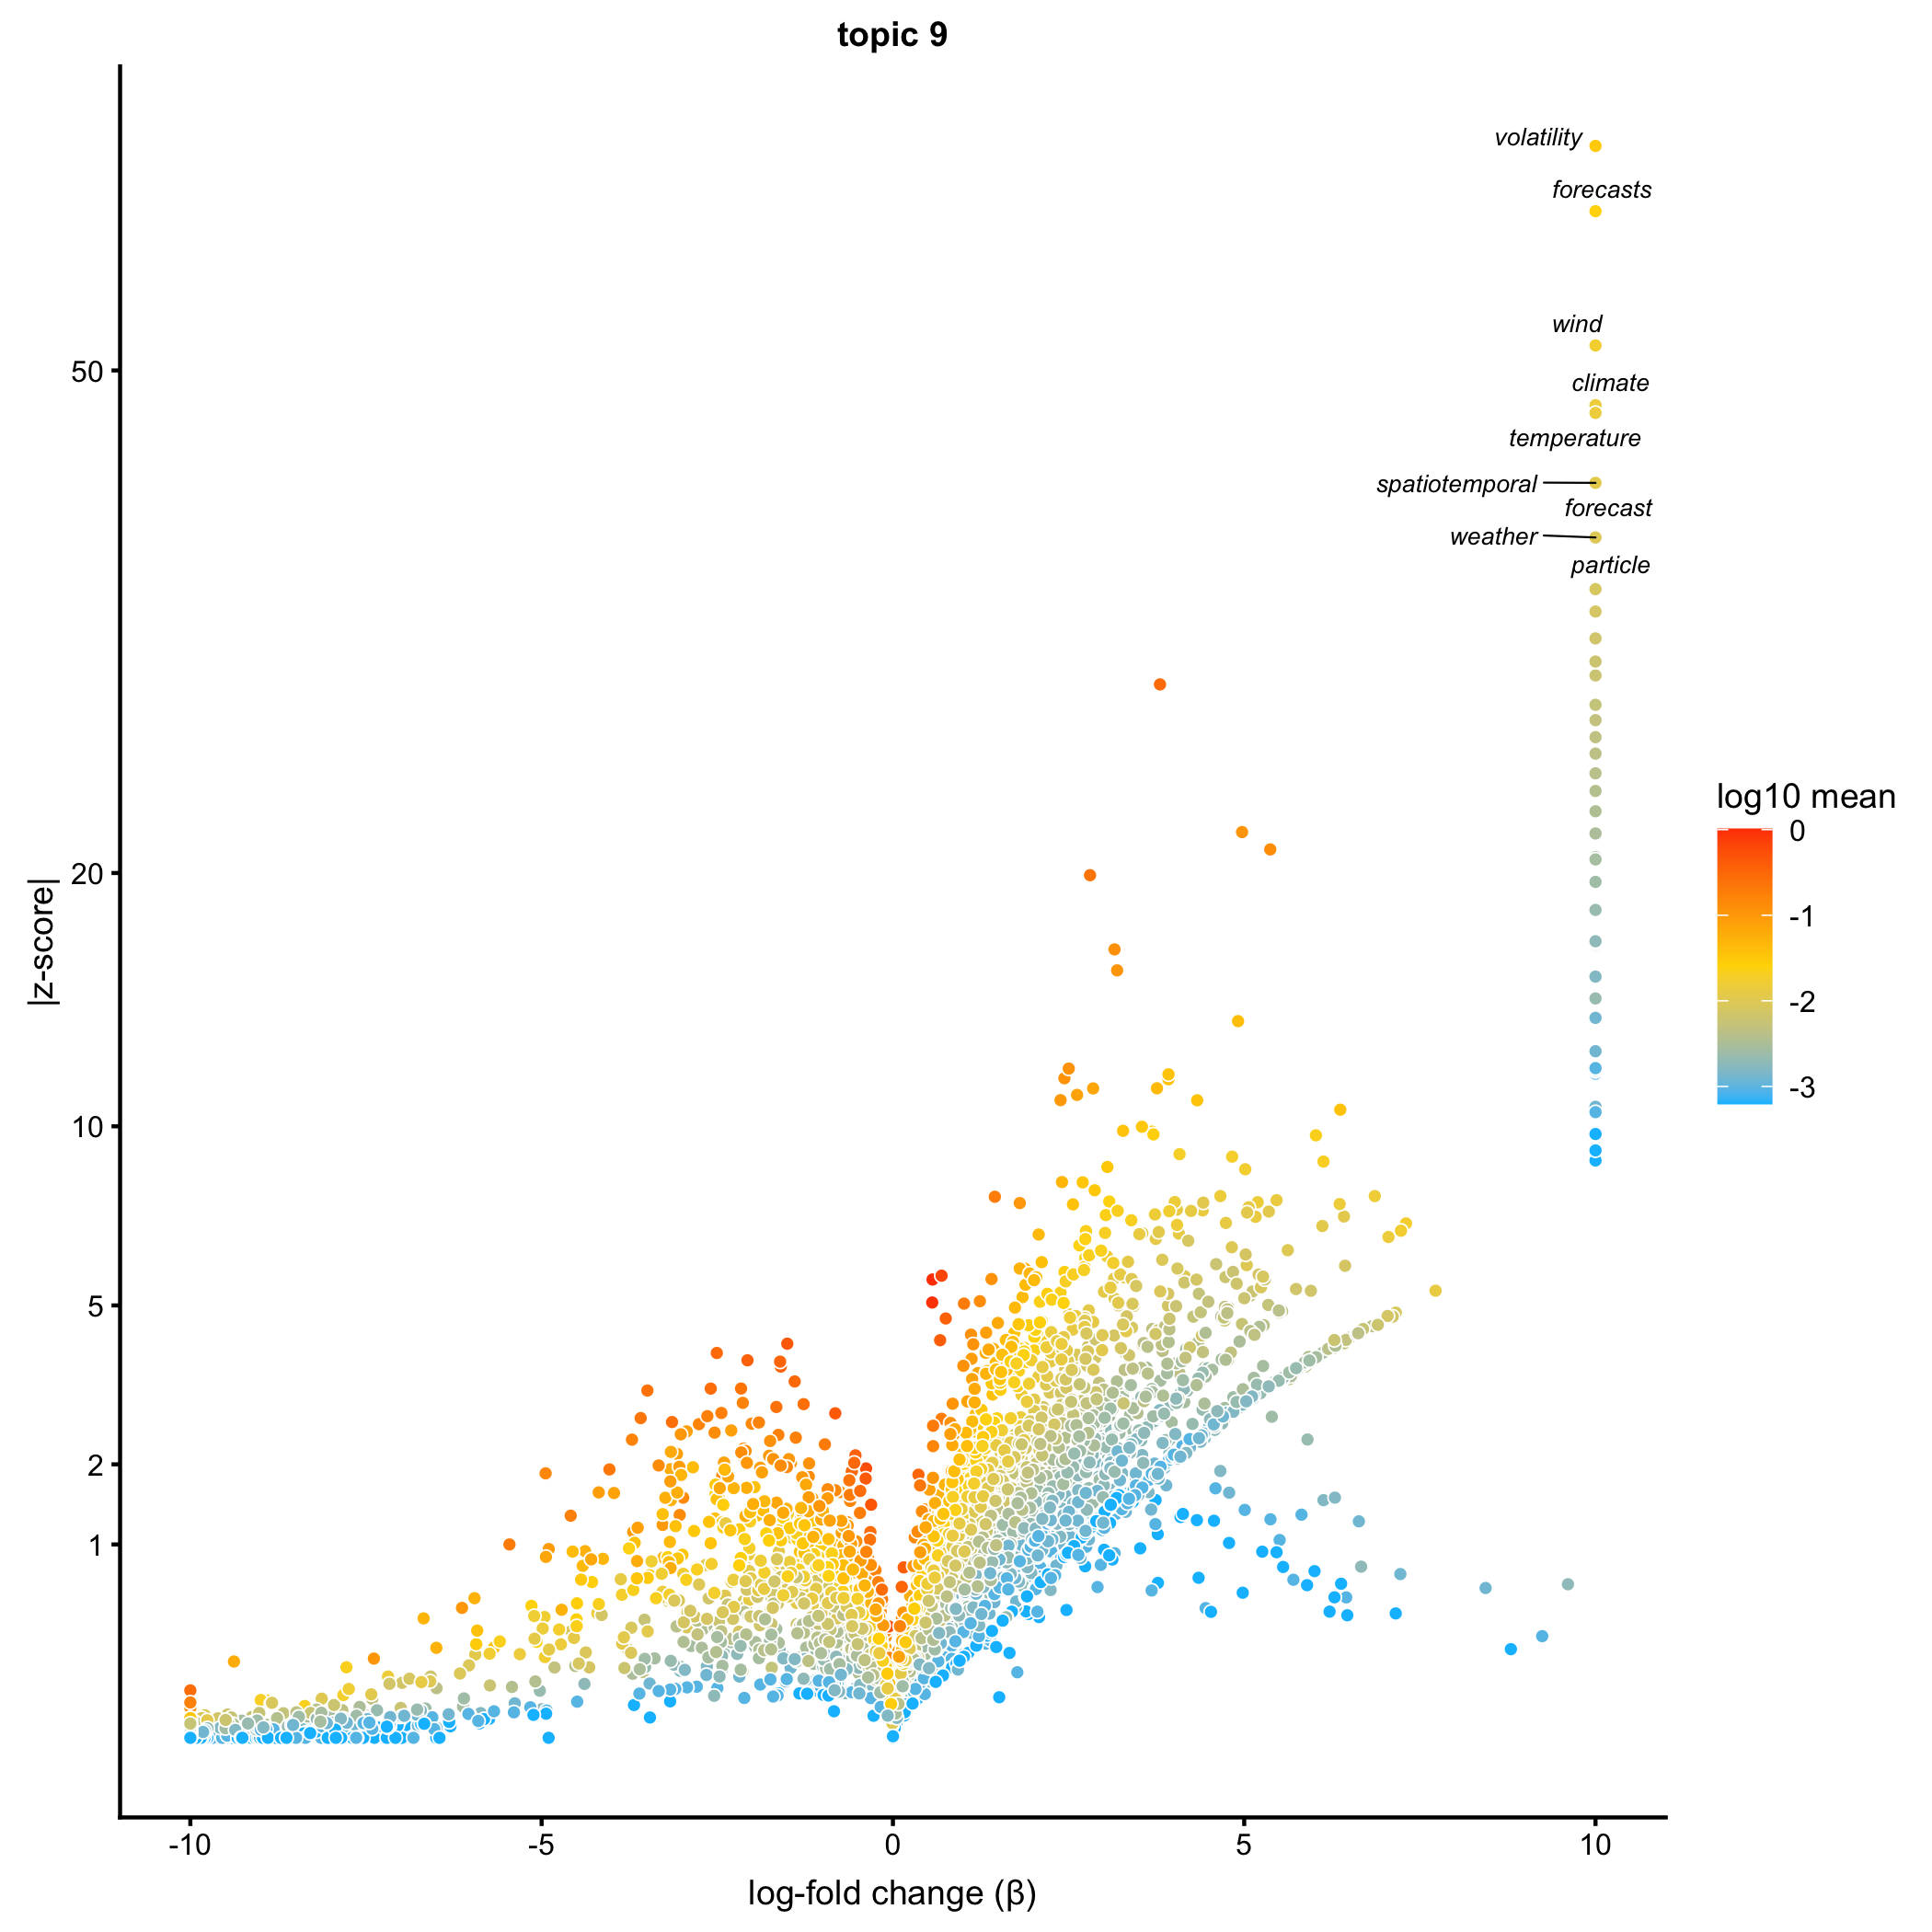 topic 9
volatility
forecasts
wind
climate
temperature
spatiotemporal
forecast
weather
particle
50
20
10
5
2
1
|z-score|
-10
-5
0
5
10
log-fold change (β)
log10 mean
0
-1
-2
-3